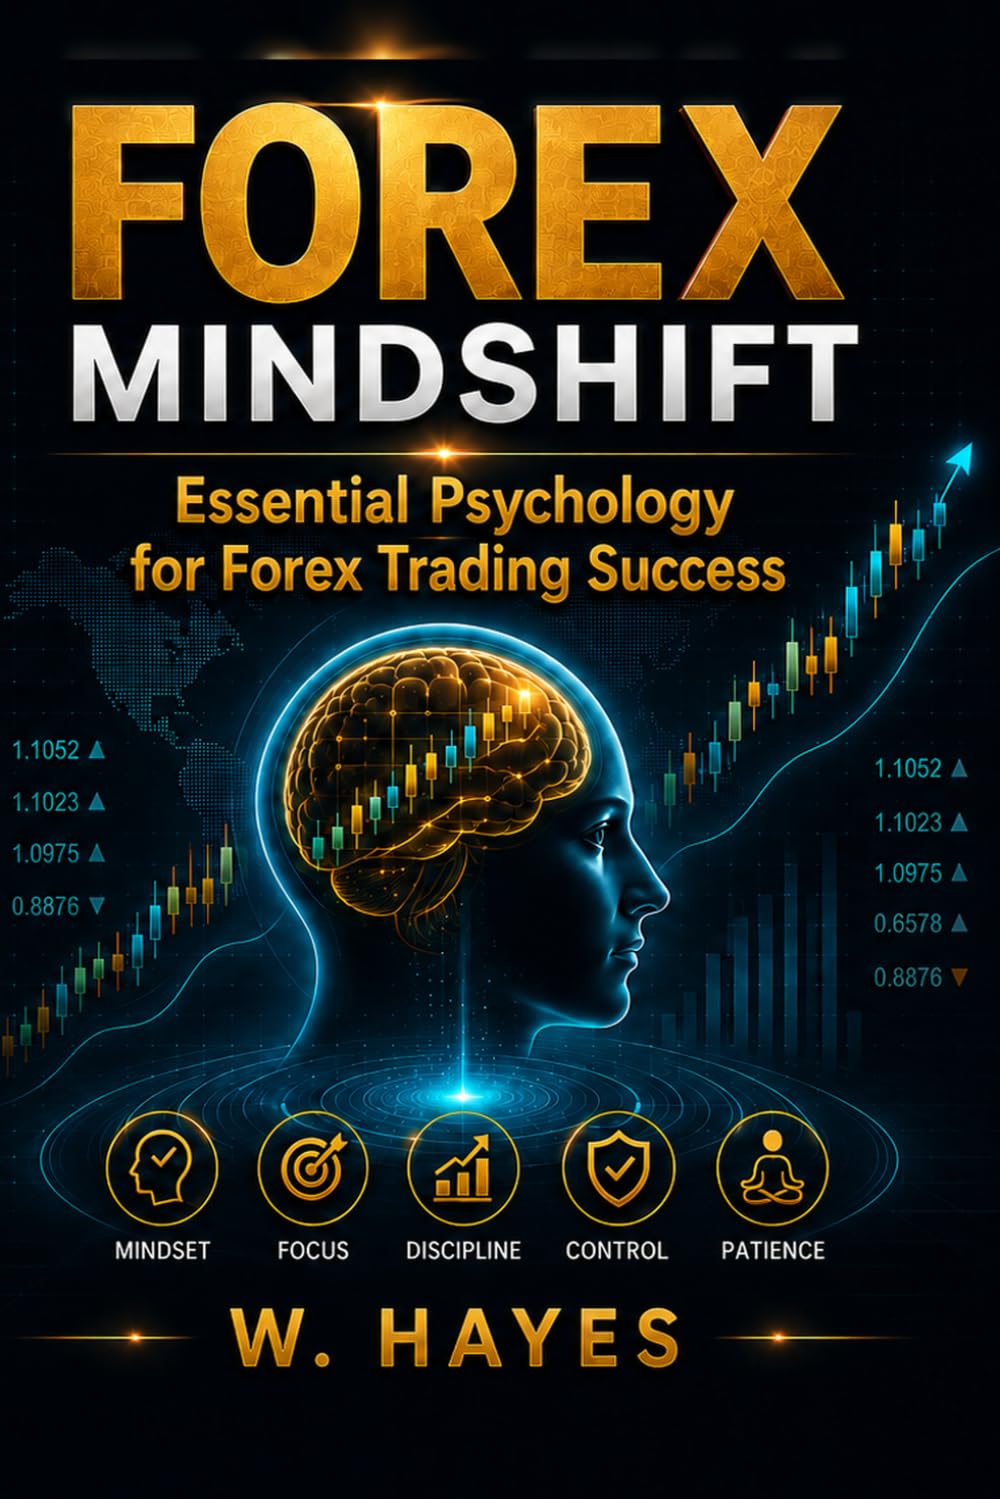 FOREX
MINDSHIFT
Essential Psychology
for Forex Trading Success
1.1052 ▲
1.1023 ▲
1.0975 ▲
0.8876 ▼
1.1052 ▲
1.1023 ▲
1.0975 ▲
0.6578 ▲
0.8876 ▼
MINDSET
FOCUS
DISCIPLINE
CONTROL
PATIENCE
W. HAYES